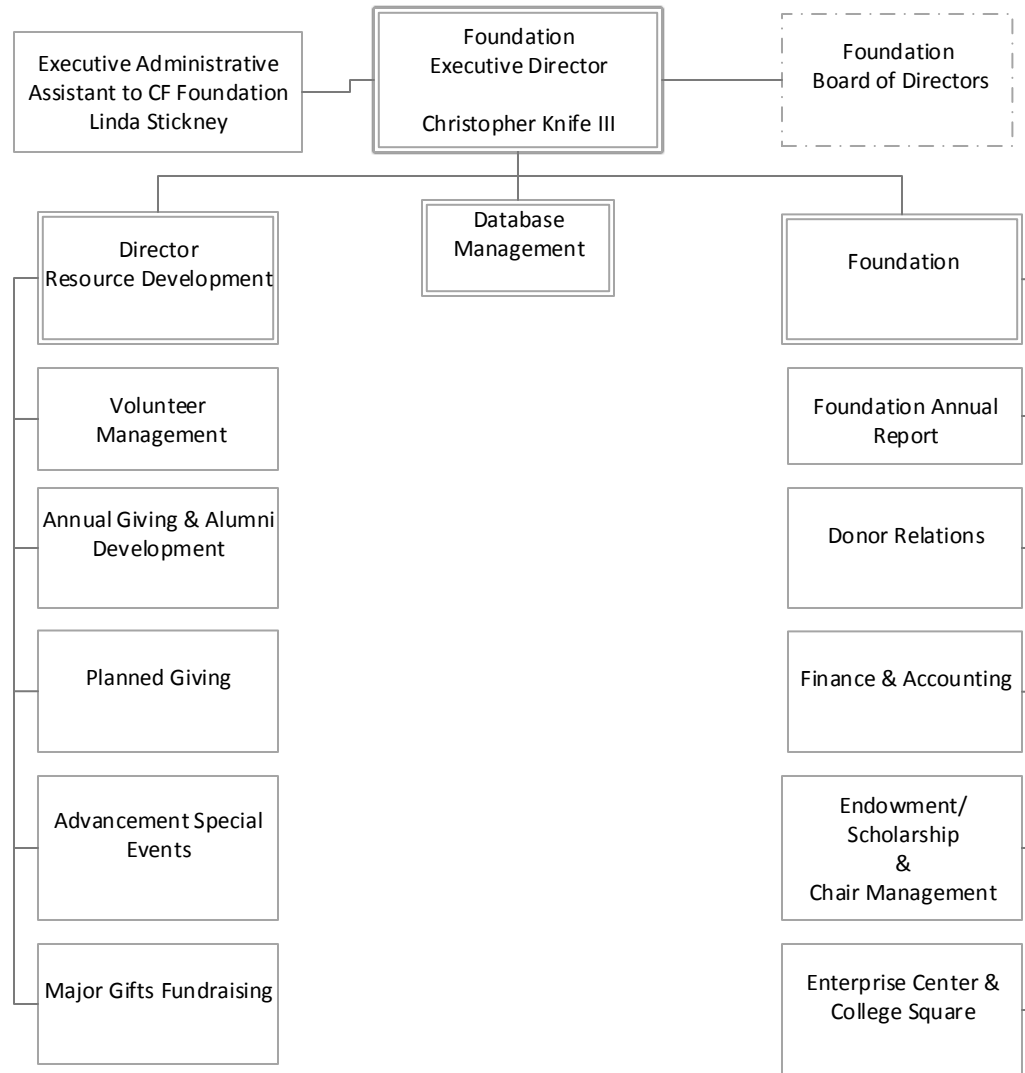 Executive Administrative
Assistant to CF Foundation
Linda Stickney
Foundation
Executive Director
Christopher Knife III
Foundation
Board of Directors
Director
Resource Development
Database
Management
Foundation
Volunteer
Management
Foundation Annual
Report
Annual Giving & Alumni
Development
Donor Relations
Planned Giving
Finance & Accounting
Advancement Special
Events
Endowment/
Scholarship
&
Chair Management
Major Gifts Fundraising
Enterprise Center &
College Square